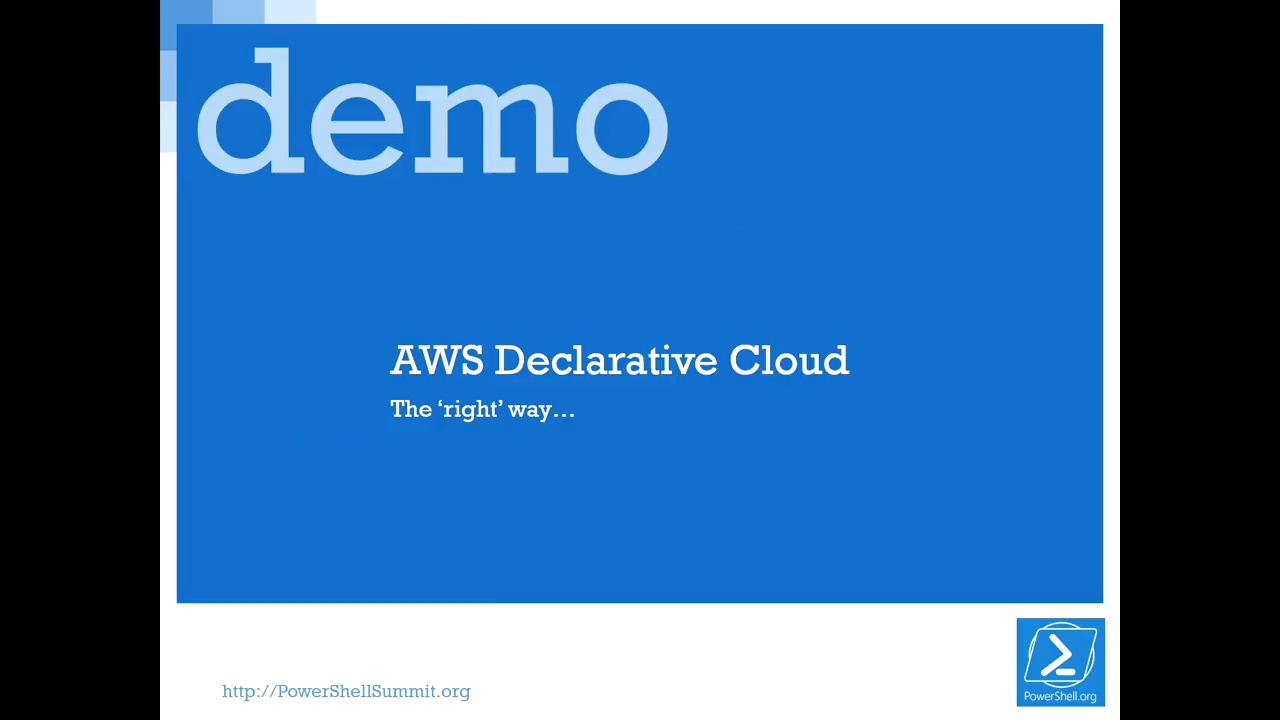 demo
AWS Declarative Cloud
The ‘right’ way…
http://PowerShellSummit.org
PowerShell.org